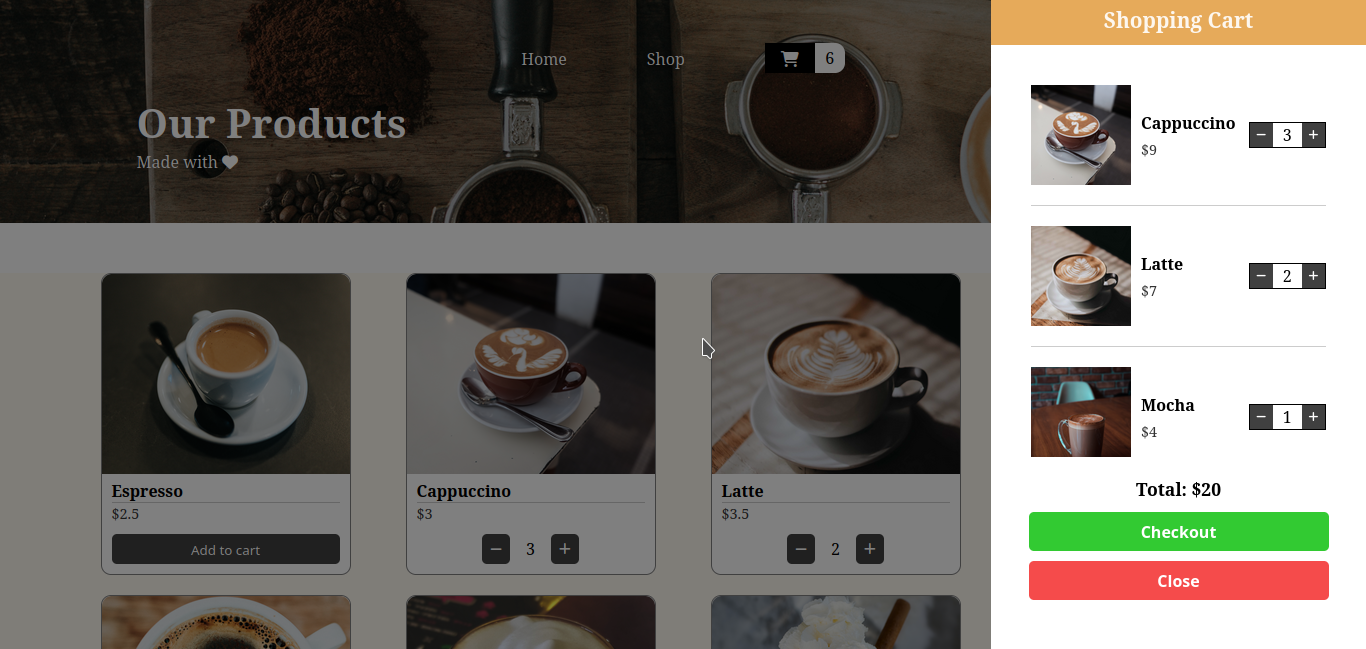 Home Shop 6
Our Products
Made with
Espresso
$2.5
Add to cart
Cappuccino
$3
− 3 +
Latte
$3.5
− 2 +
Shopping Cart
Cappuccino
$9
− 3 +
Latte
$7
− 2 +
Mocha
$4
− 1 +
Total: $20
Checkout
Close